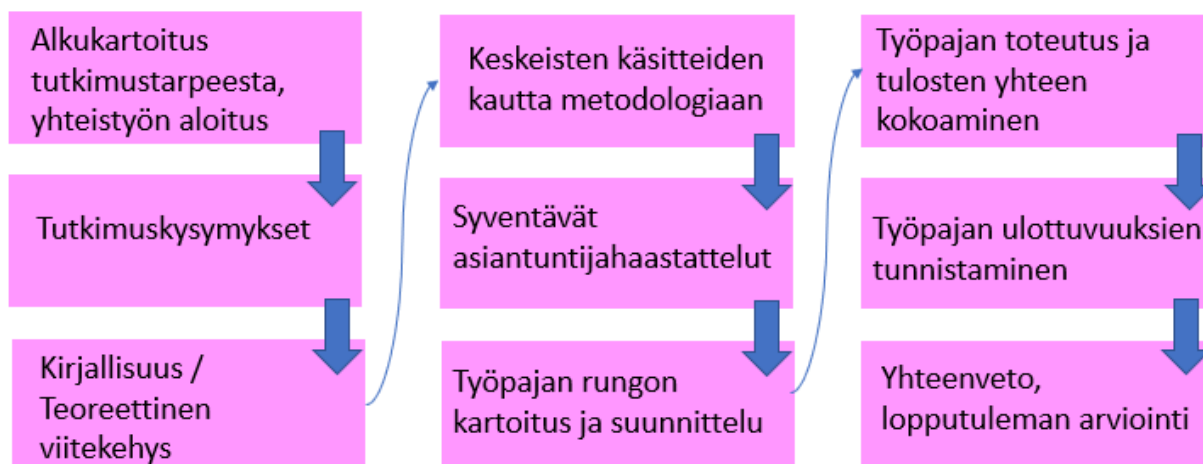 Alkukartoitus
tutkimustarpeesta,
yhteistyön aloitus
Tutkimuskysymykset
Kirjallisuus /
Teoreettinen
viitekehys
Keskeisten käsitteiden
kautta metodologiaan
Syventävät
asiantuntijahaastattelut
Työpajan rungon
kartoitus ja suunnittelu
Työpajan toteutus ja
tulosten yhteen
kokoaminen
Työpajan ulottuvuuksien
tunnistaminen
Yhteenveto,
lopputuleman arviointi